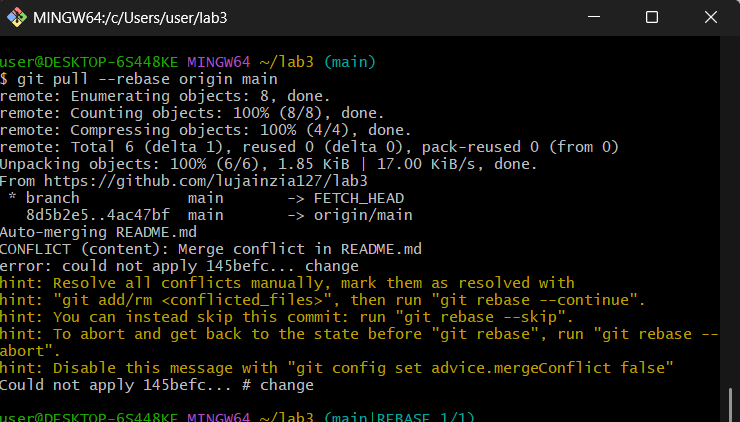 MINGW64:/c/Users/user/lab3
user@DESKTOP-6S448KE MINGW64 ~/lab3 (main)
$ git pull --rebase origin main
remote: Enumerating objects: 8, done.
remote: Counting objects: 100% (8/8), done.
remote: Compressing objects: 100% (4/4), done.
remote: Total 6 (delta 1), reused 0 (delta 0), pack-reused 0 (from 0)
Unpacking objects: 100% (6/6), 1.85 KiB | 17.00 KiB/s, done.
From https://github.com/lujainzia127/lab3
 * branch            main       -> FETCH_HEAD
   8d5b2e5..4ac47bf  main       -> origin/main
Auto-merging README.md
CONFLICT (content): Merge conflict in README.md
error: could not apply 145befc... change
hint: Resolve all conflicts manually, mark them as resolved with
hint: "git add/rm <conflicted_files>", then run "git rebase --continue".
hint: You can instead skip this commit: run "git rebase --skip".
hint: To abort and get back to the state before "git rebase", run "git rebase --
abort".
hint: Disable this message with "git config set advice.mergeConflict false"
Could not apply 145befc... # change
user@DESKTOP-6S448KE MINGW64 ~/lab3 (main|REBASE 1/1)